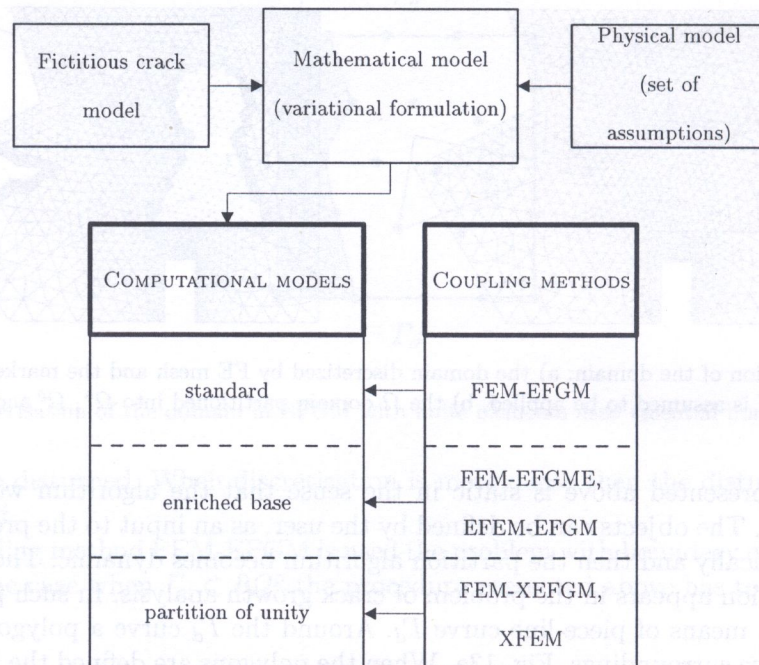 Fictitious crack
model
Mathematical model
(variational formulation)
Physical model
(set of
assumptions)
COMPUTATIONAL MODELS
COUPLING METHODS
standard
FEM-EFGM
enriched base
FEM-EFGME,
EFEM-EFGM
partition of unity
FEM-XEFGM,
XFEM